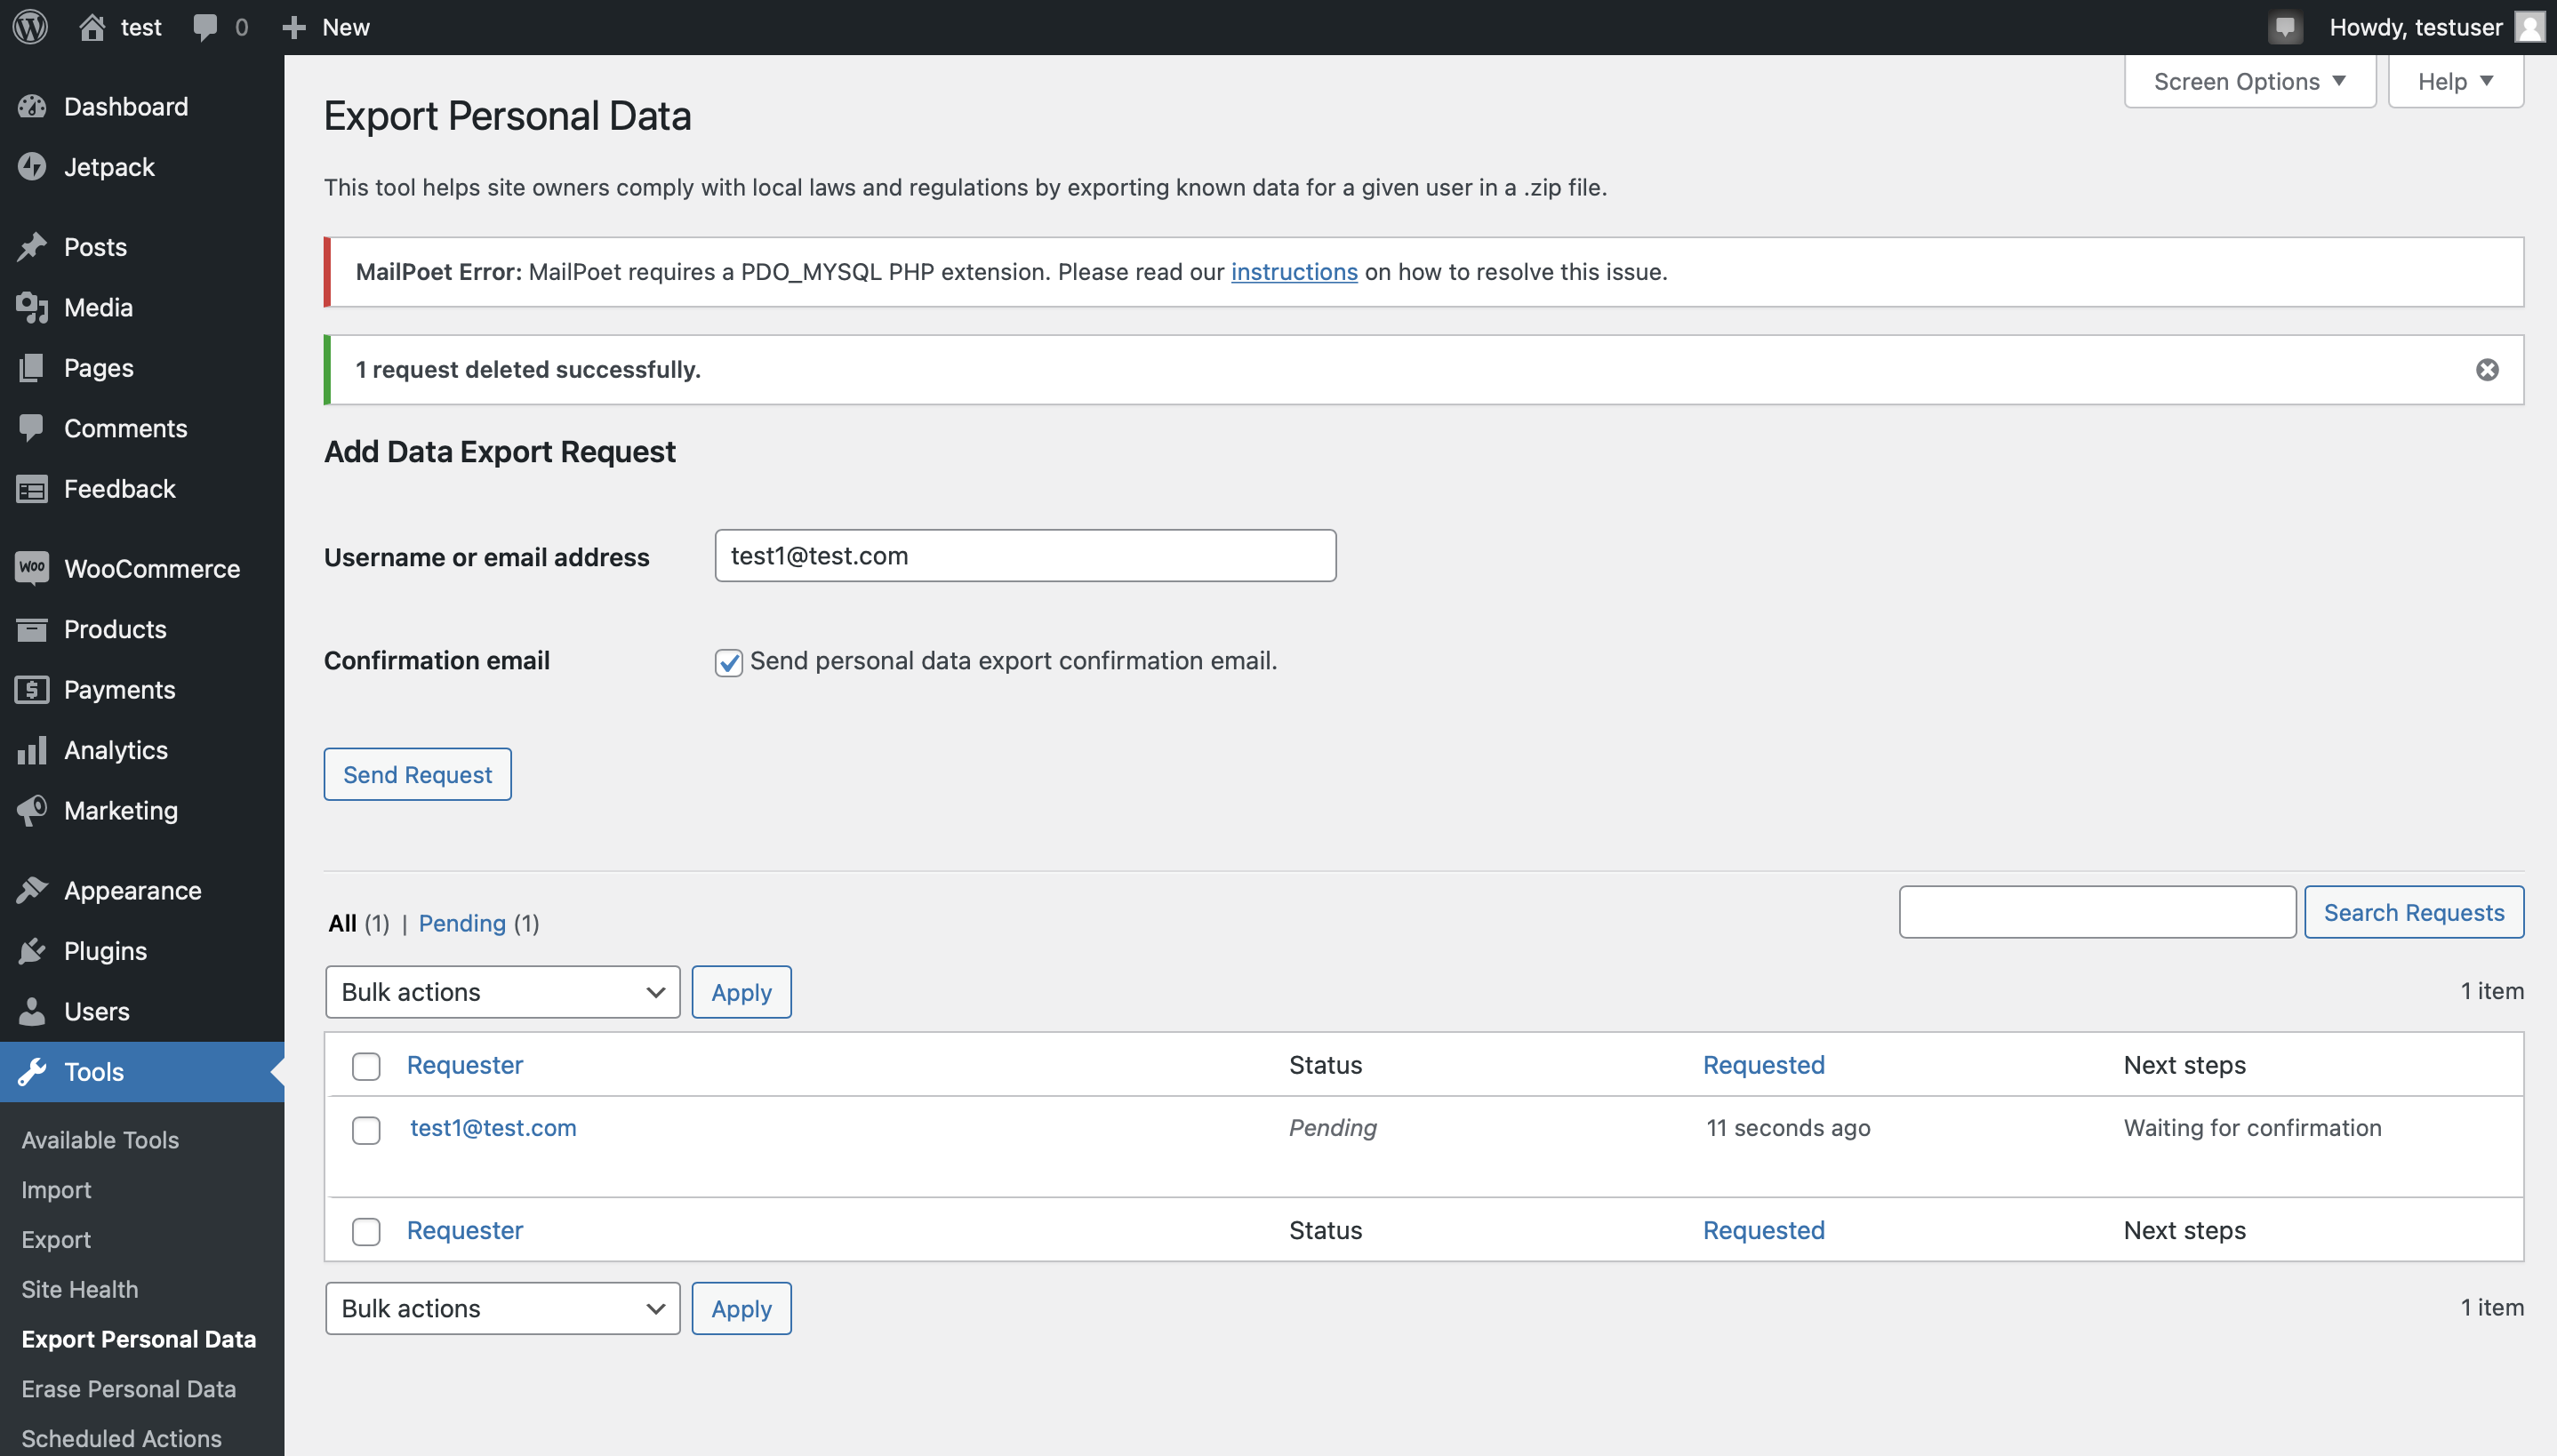 test
0
New
Howdy, testuser
Dashboard
Jetpack
Posts
Media
Pages
Comments
Feedback
WooCommerce
Products
Payments
Analytics
Marketing
Appearance
Plugins
Users
Tools
Available Tools
Import
Export
Site Health
Export Personal Data
Erase Personal Data
Scheduled Actions
Screen Options
Help
Export Personal Data
This tool helps site owners comply with local laws and regulations by exporting known data for a given user in a .zip file.
MailPoet Error: MailPoet requires a PDO_MYSQL PHP extension. Please read our instructions on how to resolve this issue.
1 request deleted successfully.
Add Data Export Request
Username or email address
test1@test.com
Confirmation email
Send personal data export confirmation email.
Send Request
All (1) | Pending (1)
Search Requests
Bulk actions
Apply
1 item
Requester Status Requested Next steps
test1@test.com Pending 11 seconds ago Waiting for confirmation
Requester Status Requested Next steps
Bulk actions
Apply
1 item